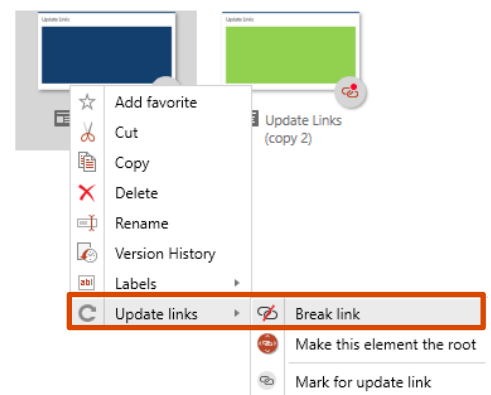 Update Links
Update Links
Update Links
(copy 2)
Add favorite
Cut
Copy
Delete
Rename
Version History
abl
Labels
Update links
Break link
Make this element the root
Mark for update link